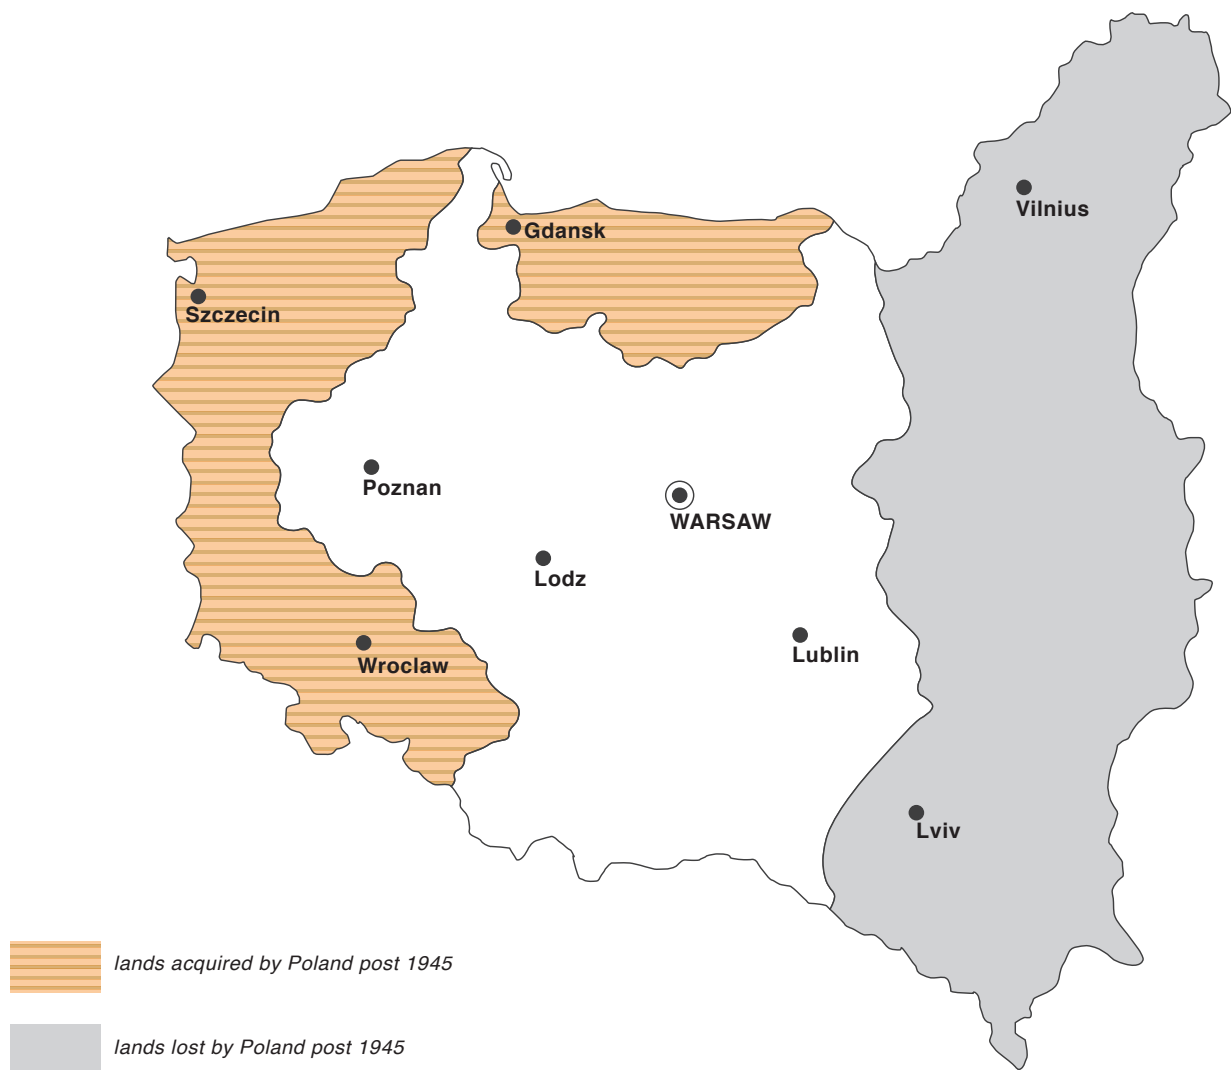 Vilnius
Gdansk
Szczecin
Poznan
WARSAW
Lodz
Lublin
Wroclaw
Lviv
lands acquired by Poland post 1945
lands lost by Poland post 1945